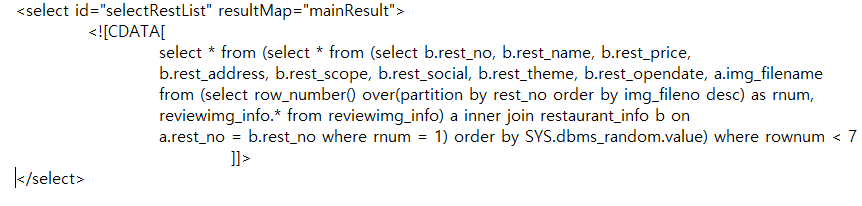 <select id="selectRestList" resultMap="mainResult">
<![CDATA[
select * from (select * from (select b.rest_no, b.rest_name, b.rest_price,
b.rest_address, b.rest_scope, b.rest_social, b.rest_theme, b.rest_opendate, a.img_filename
from (select row_number() over(partition by rest_no order by img_fileno desc) as rnum,
reviewimg_info.* from reviewimg_info) a inner join restaurant_info b on
a.rest_no = b.rest_no where rnum = 1) order by SYS.dbms_random.value) where rownum < 7
]]>
</select>